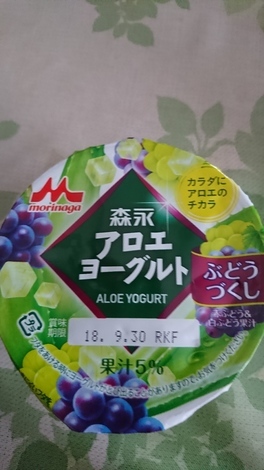 morinaga
カラダに
アロエの
チカラ
森永
アロエ
ヨーグルト
ALOE YOGURT
ぶどう
づくし
赤ぶどう&
白ぶどう果汁
賞味
期限
18. 9.30 RKF
果汁5%